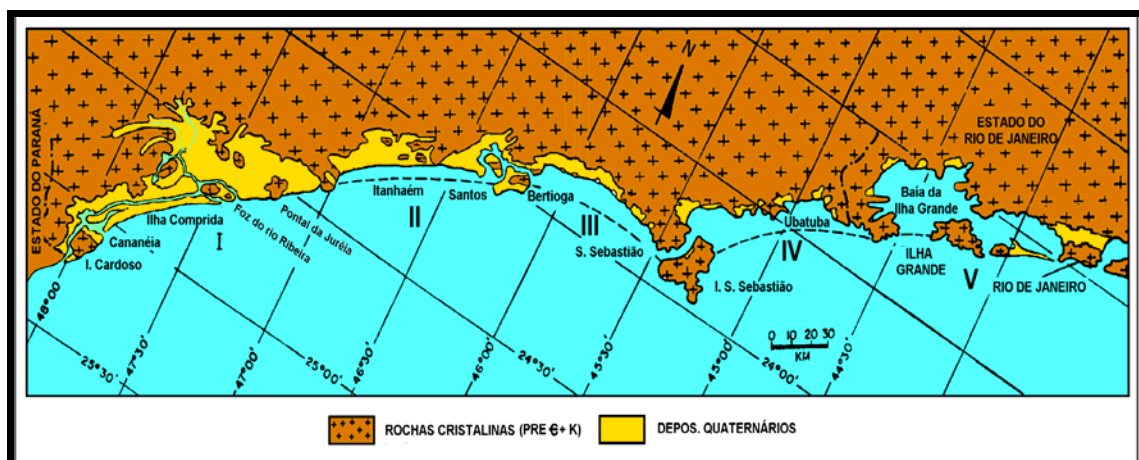 N
ESTADO DO PARANÁ
ESTADO DO
RIO DE JANEIRO
Baía da
Ilha Grande
Itanhaém
Santos
Bertioga
Ubatuba
Ilha Comprida
Foz do rio Ribeira
Pontal da Juréia
II
III
S. Sebastião
IV
ILHA
GRANDE
V
Cananéia
I
I. Cardoso
I. S. Sebastião
RIO DE JANEIRO
48°00
25°30'
47°30'
47°00
25°00
46°30
46°00
24°30'
45°30'
45°00
24°00
44°30'
0 10 20 30
KM
ROCHAS CRISTALINAS (PRE Є+ K)
DEPOS. QUATERNÁRIOS